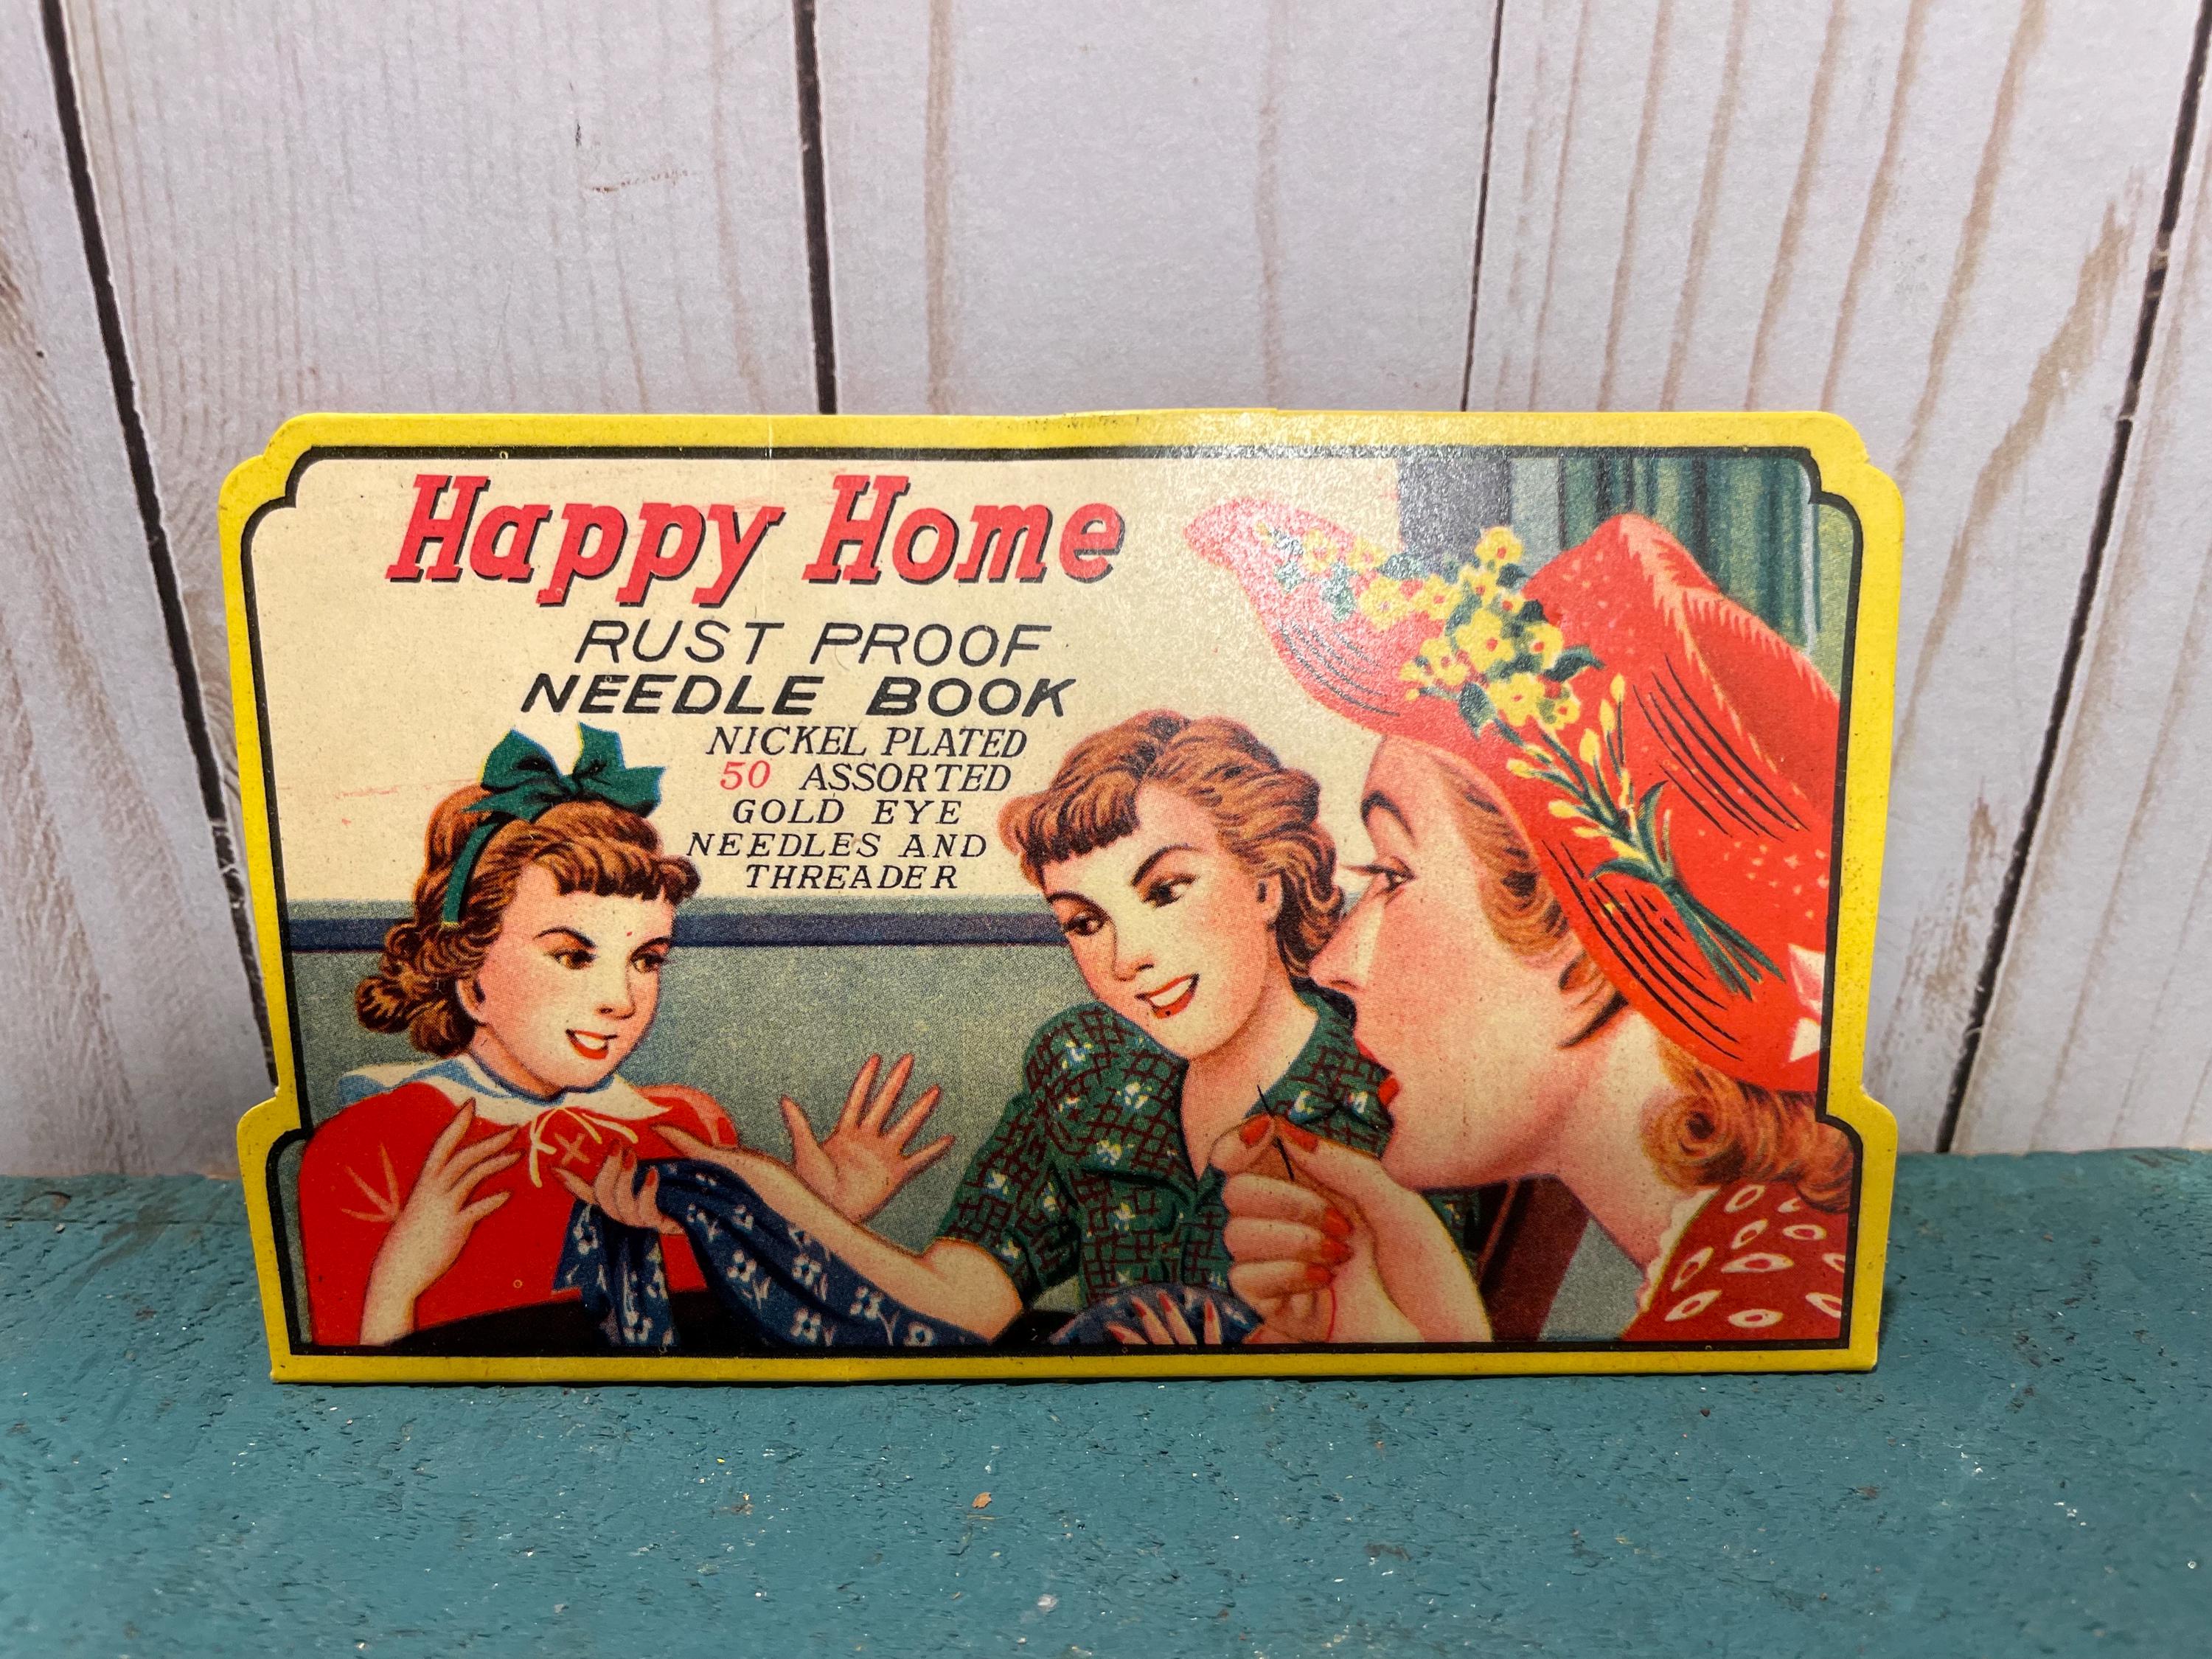 Happy Home
RUST PROOF
NEEDLE BOOK
NICKEL PLATED
50 ASSORTED
GOLD EYE
NEEDLES AND
THREADER